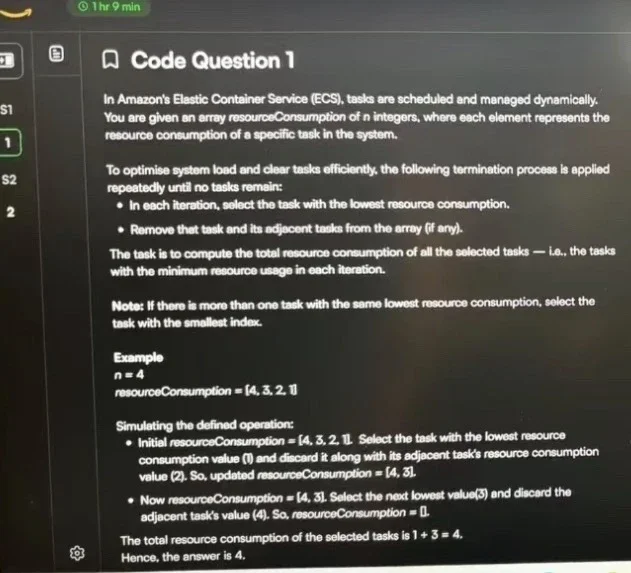 1 hr 9 min
Code Question 1
In Amazon's Elastic Container Service (ECS), tasks are scheduled and managed dynamically.
You are given an array resourceConsumption of n integers, where each element represents the
resource consumption of a specific task in the system.
To optimise system load and clear tasks efficiently, the following termination process is applied
repeatedly until no tasks remain:
• In each iteration, select the task with the lowest resource consumption.
• Remove that task and its adjacent tasks from the array (if any).
The task is to compute the total resource consumption of all the selected tasks — i.e., the tasks
with the minimum resource usage in each iteration.
Note: If there is more than one task with the same lowest resource consumption, select the
task with the smallest index.
Example
n = 4
resourceConsumption = [4, 3, 2, 1]
Simulating the defined operation:
• Initial resourceConsumption = [4, 3, 2, 1]. Select the task with the lowest resource
consumption value (1) and discard it along with its adjacent task's resource consumption
value (2). So, updated resourceConsumption = [4, 3].
• Now resourceConsumption = [4, 3]. Select the next lowest value(3) and discard the
adjacent task's value (4). So, resourceConsumption = [].
The total resource consumption of the selected tasks is 1 + 3 = 4.
Hence, the answer is 4.
S1
1
S2
2